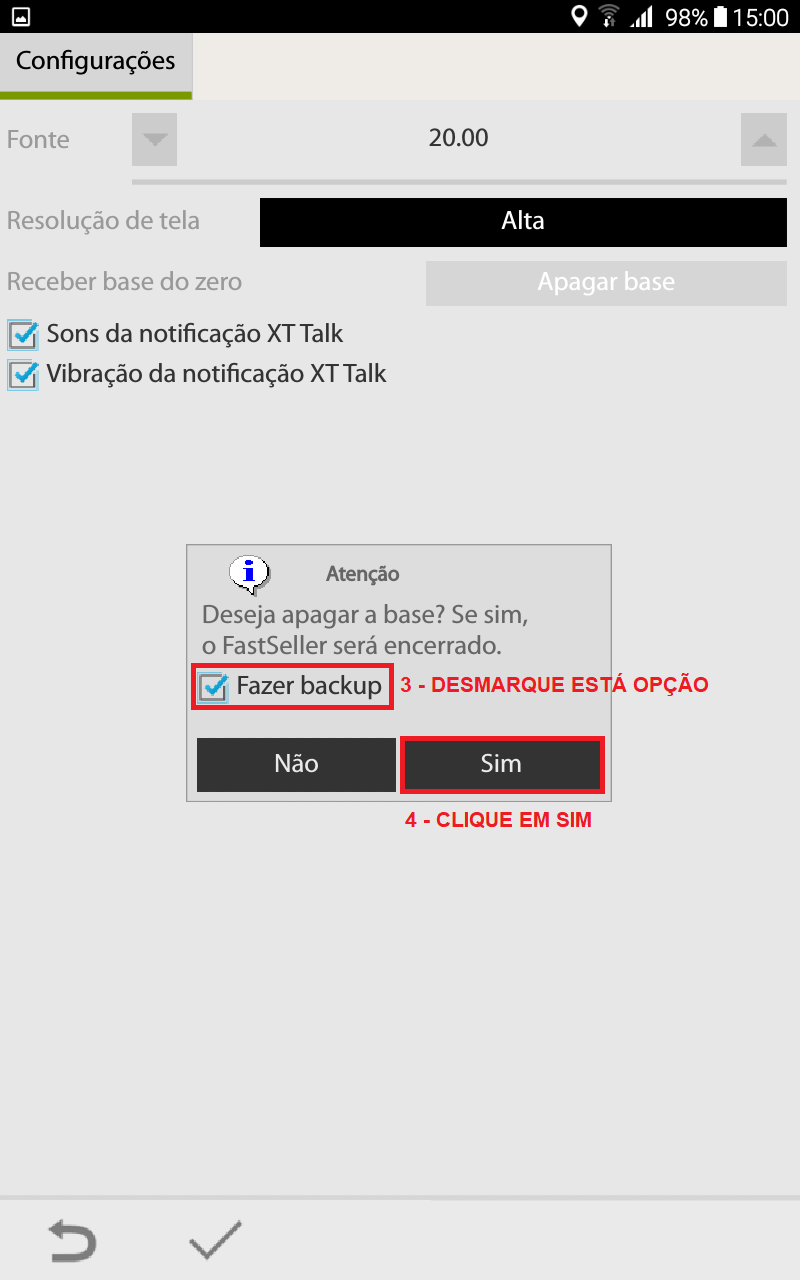 98% 15:00
Configurações
Fonte 20.00
Resolução de tela Alta
Receber base do zero Apagar base
Sons da notificação XT Talk
Vibração da notificação XT Talk
Atenção
Deseja apagar a base? Se sim,
o FastSeller será encerrado.
Fazer backup 3 - DESMARQUE ESTÁ OPÇÃO
Não Sim
4 - CLIQUE EM SIM